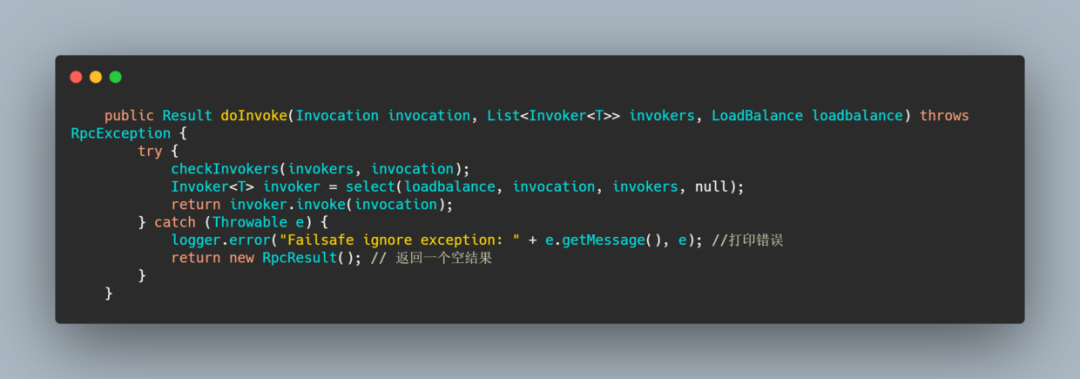 public Result doInvoke(Invocation invocation, List<Invoker<T>> invokers, LoadBalance loadbalance) throws
RpcException {
try {
checkInvokers(invokers, invocation);
Invoker<T> invoker = select(loadbalance, invocation, invokers, null);
return invoker.invoke(invocation);
} catch (Throwable e) {
logger.error("Failsafe ignore exception: " + e.getMessage(), e); //打印错误
return new RpcResult(); // 返回一个空结果
}
}